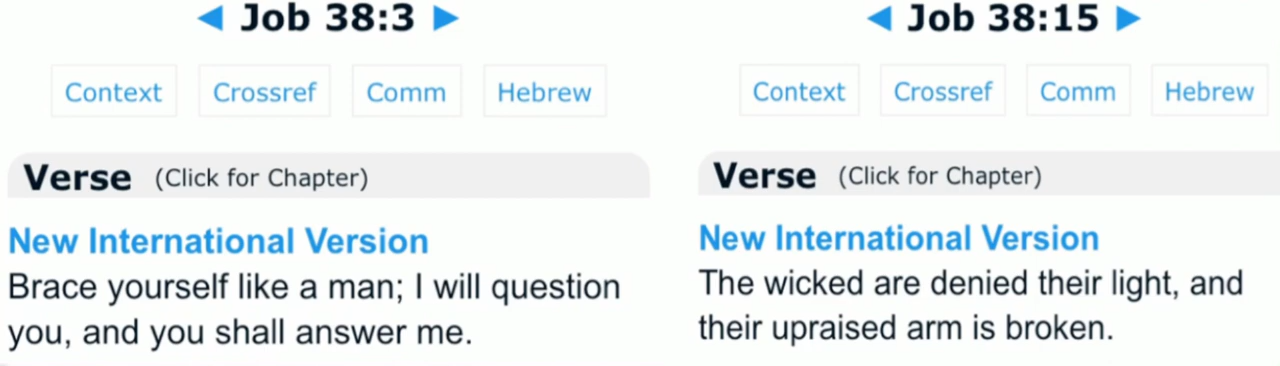 Job 38:3
Context Crossref Comm Hebrew
Verse (Click for Chapter)
New International Version
Brace yourself like a man; I will question
you, and you shall answer me.
Job 38:15
Context Crossref Comm Hebrew
Verse (Click for Chapter)
New International Version
The wicked are denied their light, and
their upraised arm is broken.